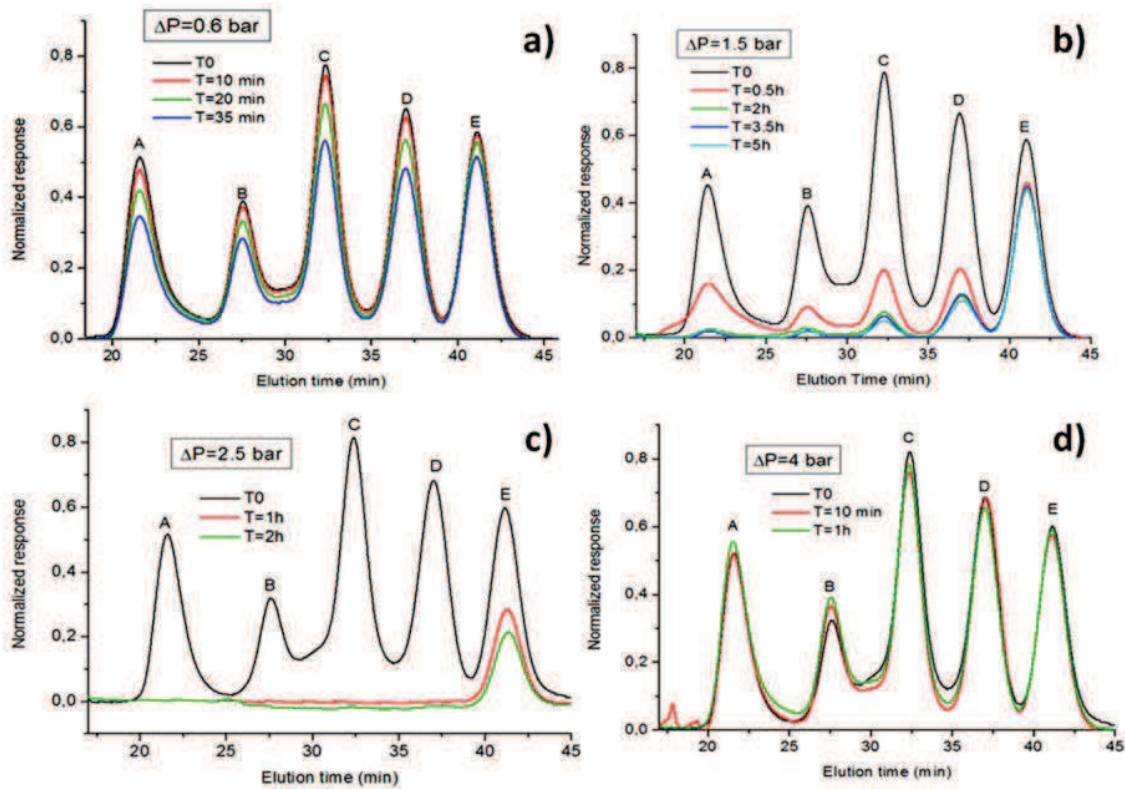 ΔP=0.6 bar
a)
T0
T=10 min
T=20 min
T=35 min
A
B
C
D
E
0,8
0,6
0,4
0,2
0,0
20 25 30 35 40 45
Normalized response
Elution time (min)
ΔP=1.5 bar
b)
T0
T=0.5h
T=2h
T=3.5h
T=5h
A
B
C
D
E
0,8
0,6
0,4
0,2
0,0
20 25 30 35 40 45
Normalized response
Elution Time (min)
ΔP=2.5 bar
c)
T0
T=1h
T=2h
A
B
C
D
E
0,8
0,6
0,4
0,2
0,0
20 25 30 35 40 45
Normalized response
Elution time (min)
ΔP=4 bar
d)
T0
T=10 min
T=1h
A
B
C
D
E
0,8
0,6
0,4
0,2
0,0
20 25 30 35 40 45
Normalized response
Elution time (min)